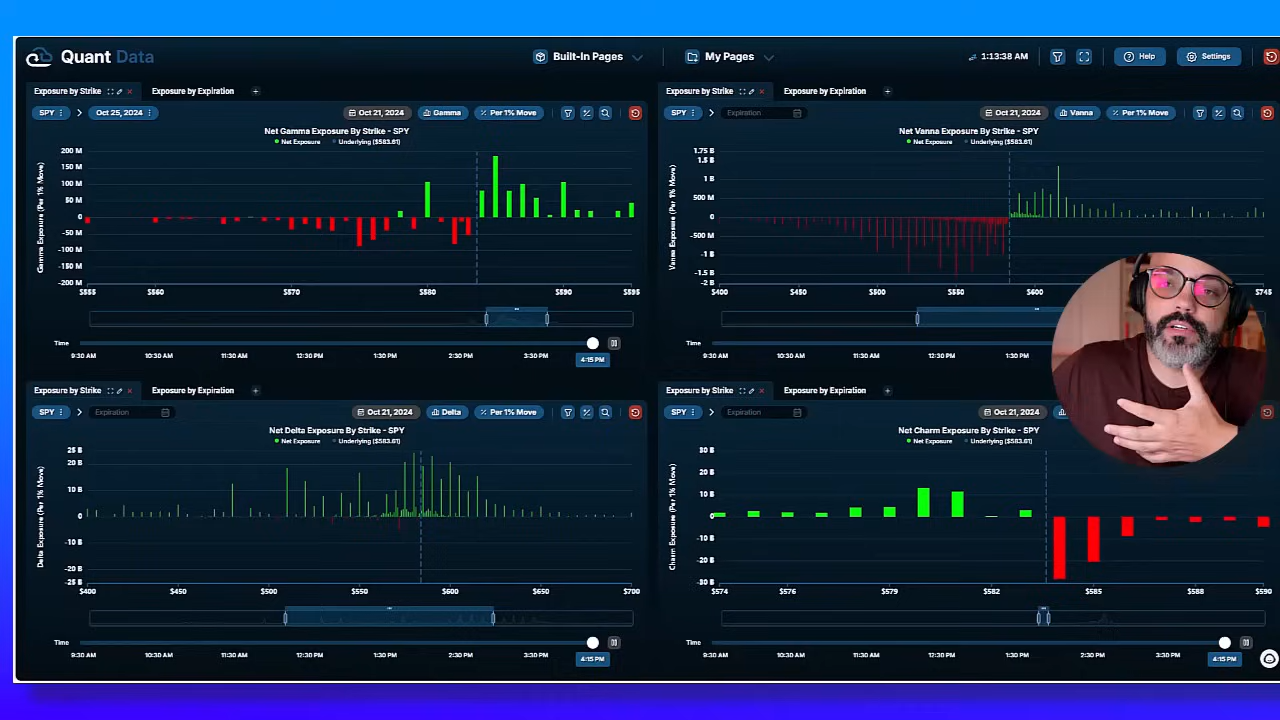 Quant Data
Built-In Pages
My Pages
1:13:38 AM
Help
Settings
Exposure by Strike
Exposure by Expiration
SPY
Oct 25, 2024
Oct 21, 2024
Gamma
Per 1% Move
Net Gamma Exposure By Strike - SPY
Net Exposure
Underlying ($583.61)
Gamma Exposure (Per 1% Move)
200 M
150 M
100 M
50 M
0
-50 M
-100 M
-150 M
-200 M
$555
$560
$570
$580
$590
$595
Time
9:30 AM
10:30 AM
11:30 AM
12:30 PM
1:30 PM
2:30 PM
3:30 PM
4:15 PM
Exposure by Strike
Exposure by Expiration
SPY
Expiration
Oct 21, 2024
Vanna
Per 1% Move
Net Vanna Exposure By Strike - SPY
Net Exposure
Underlying ($583.61)
Vanna Exposure (Per 1% Move)
1.75 B
1.5 B
1 B
500 M
0
-500 M
-1 B
-1.5 B
-2 B
$400
$450
$500
$550
$600
$745
Time
9:30 AM
10:30 AM
11:30 AM
12:30 PM
1:30 PM
Exposure by Strike
Exposure by Expiration
SPY
Expiration
Oct 21, 2024
Delta
Per 1% Move
Net Delta Exposure By Strike - SPY
Net Exposure
Underlying ($583.61)
Delta Exposure (Per 1% Move)
25 B
20 B
10 B
0
-10 B
-20 B
-25 B
$400
$450
$500
$550
$600
$650
$700
Time
9:30 AM
10:30 AM
11:30 AM
12:30 PM
1:30 PM
2:30 PM
3:30 PM
4:15 PM
Exposure by Strike
Exposure by Expiration
SPY
Expiration
Oct 21, 2024
Net Charm Exposure By Strike - SPY
Net Exposure
Underlying ($583.61)
Charm Exposure (Per 1% Move)
30 B
20 B
10 B
0
-10 B
-20 B
-30 B
$574
$576
$579
$582
$585
$588
$590
Time
9:30 AM
10:30 AM
11:30 AM
12:30 PM
1:30 PM
2:30 PM
3:30 PM
4:15 PM